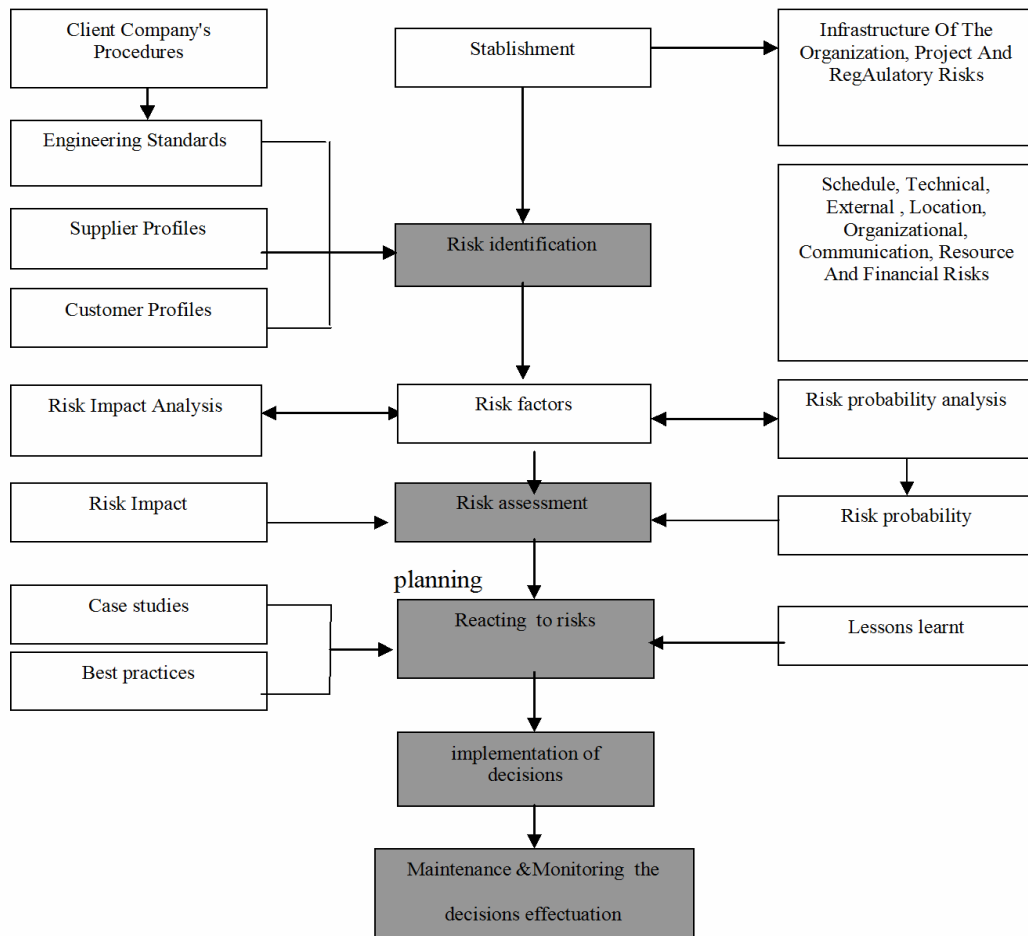 Client Company's
Procedures
Stablishment
Infrastructure Of The
Organization, Project And
RegAulatory Risks
Engineering Standards
Schedule, Technical,
External , Location,
Organizational,
Communication, Resource
And Financial Risks
Supplier Profiles
Risk identification
Customer Profiles
Risk Impact Analysis
Risk factors
Risk probability analysis
Risk Impact
Risk assessment
Risk probability
planning
Case studies
Reacting to risks
Lessons learnt
Best practices
implementation of
decisions
Maintenance &Monitoring the
decisions effectuation